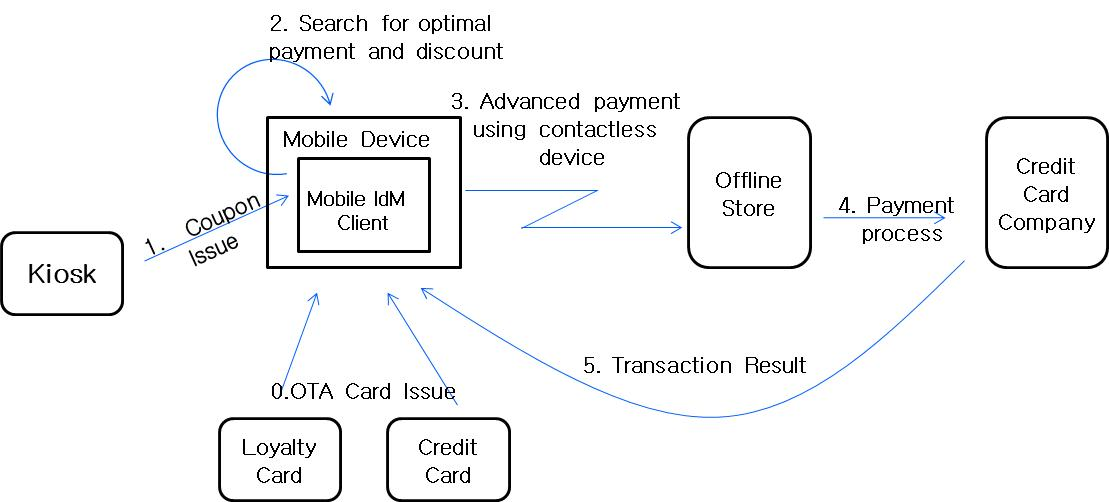 2. Search for optimal
payment and discount
3. Advanced payment
using contactless
device
Mobile Device
Mobile IdM
Client
1. Coupon
Issue
Kiosk
Offline
Store
4. Payment
process
Credit
Card
Company
5. Transaction Result
0.OTA Card Issue
Loyalty
Card
Credit
Card